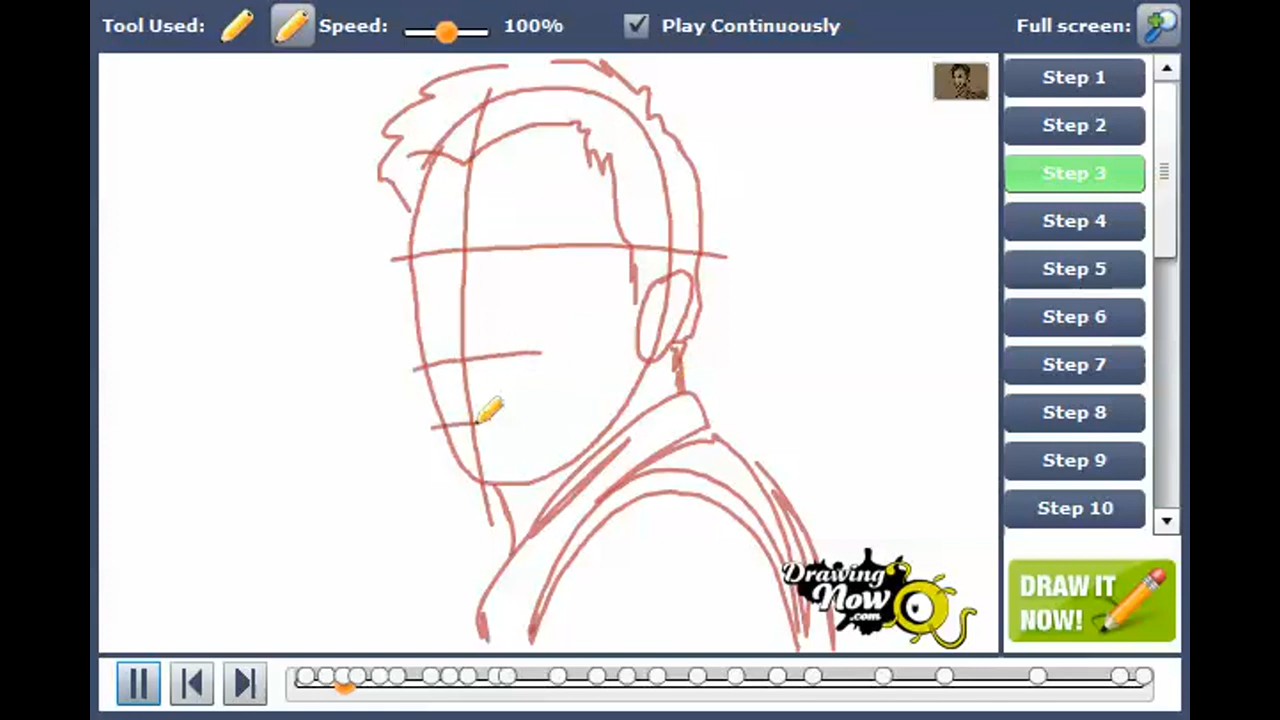 Tool Used:
Speed:
100%
Play Continuously
Full screen:
Step 1
Step 2
Step 3
Step 4
Step 5
Step 6
Step 7
Step 8
Step 9
Step 10
Drawing
Now
.com
DRAW IT
NOW!